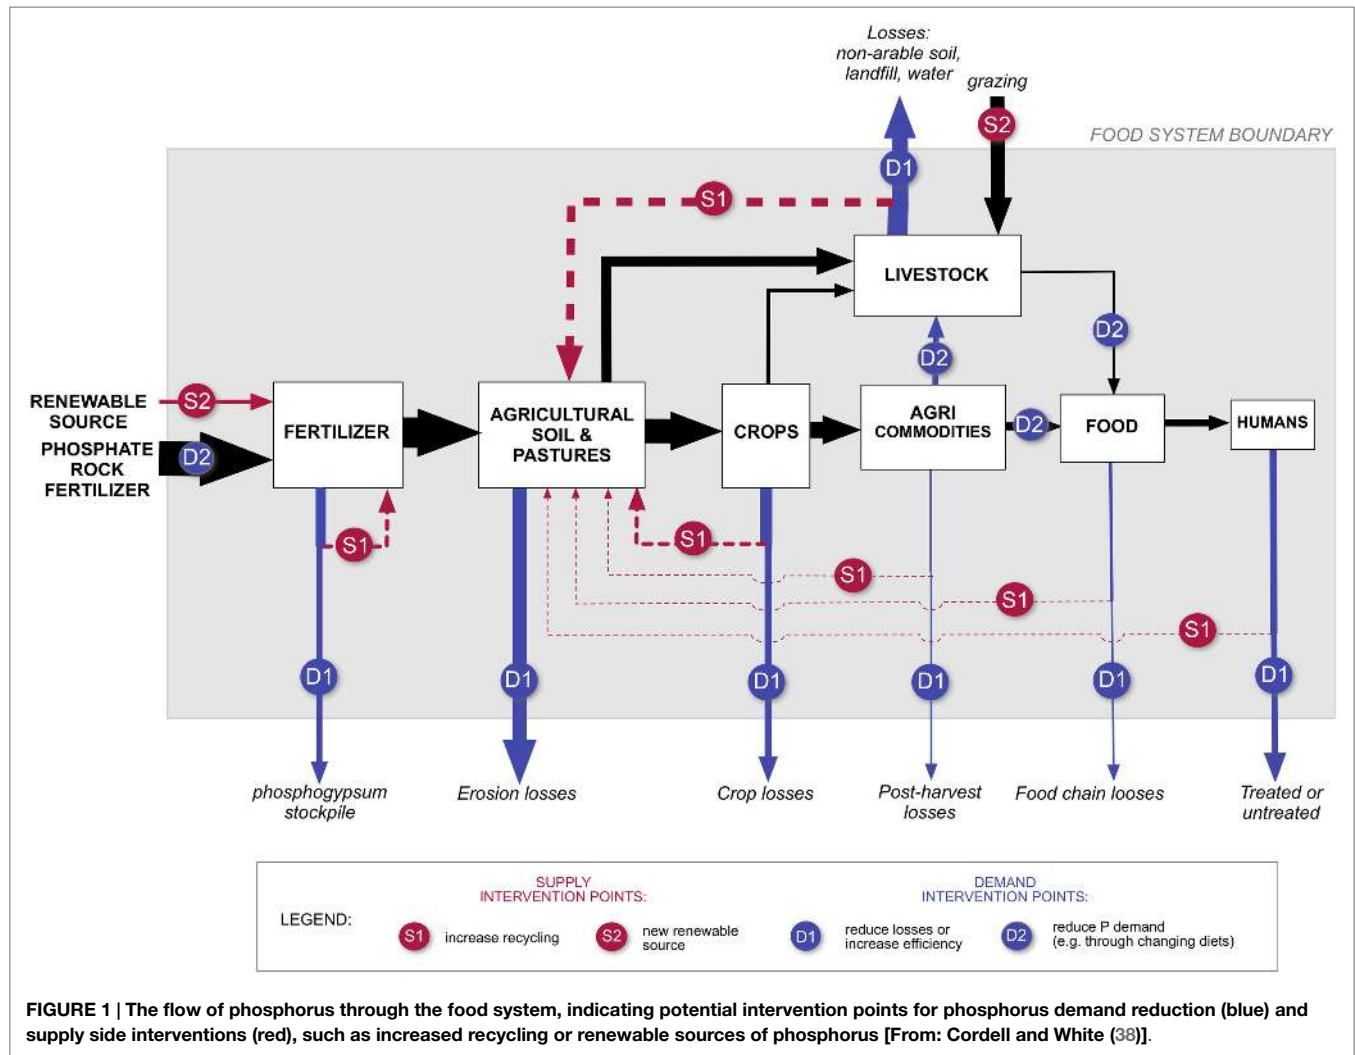 Losses:
non-arable soil,
landfill, water
grazing
S2
FOOD SYSTEM BOUNDARY
D1
S1
LIVESTOCK
D2
D2
RENEWABLE
SOURCE
S2
PHOSPHATE
ROCK
FERTILIZER
D2
FERTILIZER
AGRICULTURAL
SOIL &
PASTURES
CROPS
AGRI
COMMODITIES
D2
FOOD
HUMANS
S1
S1
S1
S1
S1
D1
D1
D1
D1
D1
D1
phosphogypsum
stockpile
Erosion losses
Crop losses
Post-harvest
losses
Food chain looses
Treated or
untreated
SUPPLY
INTERVENTION POINTS:
DEMAND
INTERVENTION POINTS:
LEGEND:
S1 increase recycling
S2 new renewable
source
D1 reduce losses or
increase efficiency
D2 reduce P demand
(e.g. through changing diets)
FIGURE 1 | The flow of phosphorus through the food system, indicating potential intervention points for phosphorus demand reduction (blue) and
supply side interventions (red), such as increased recycling or renewable sources of phosphorus [From: Cordell and White (38)].